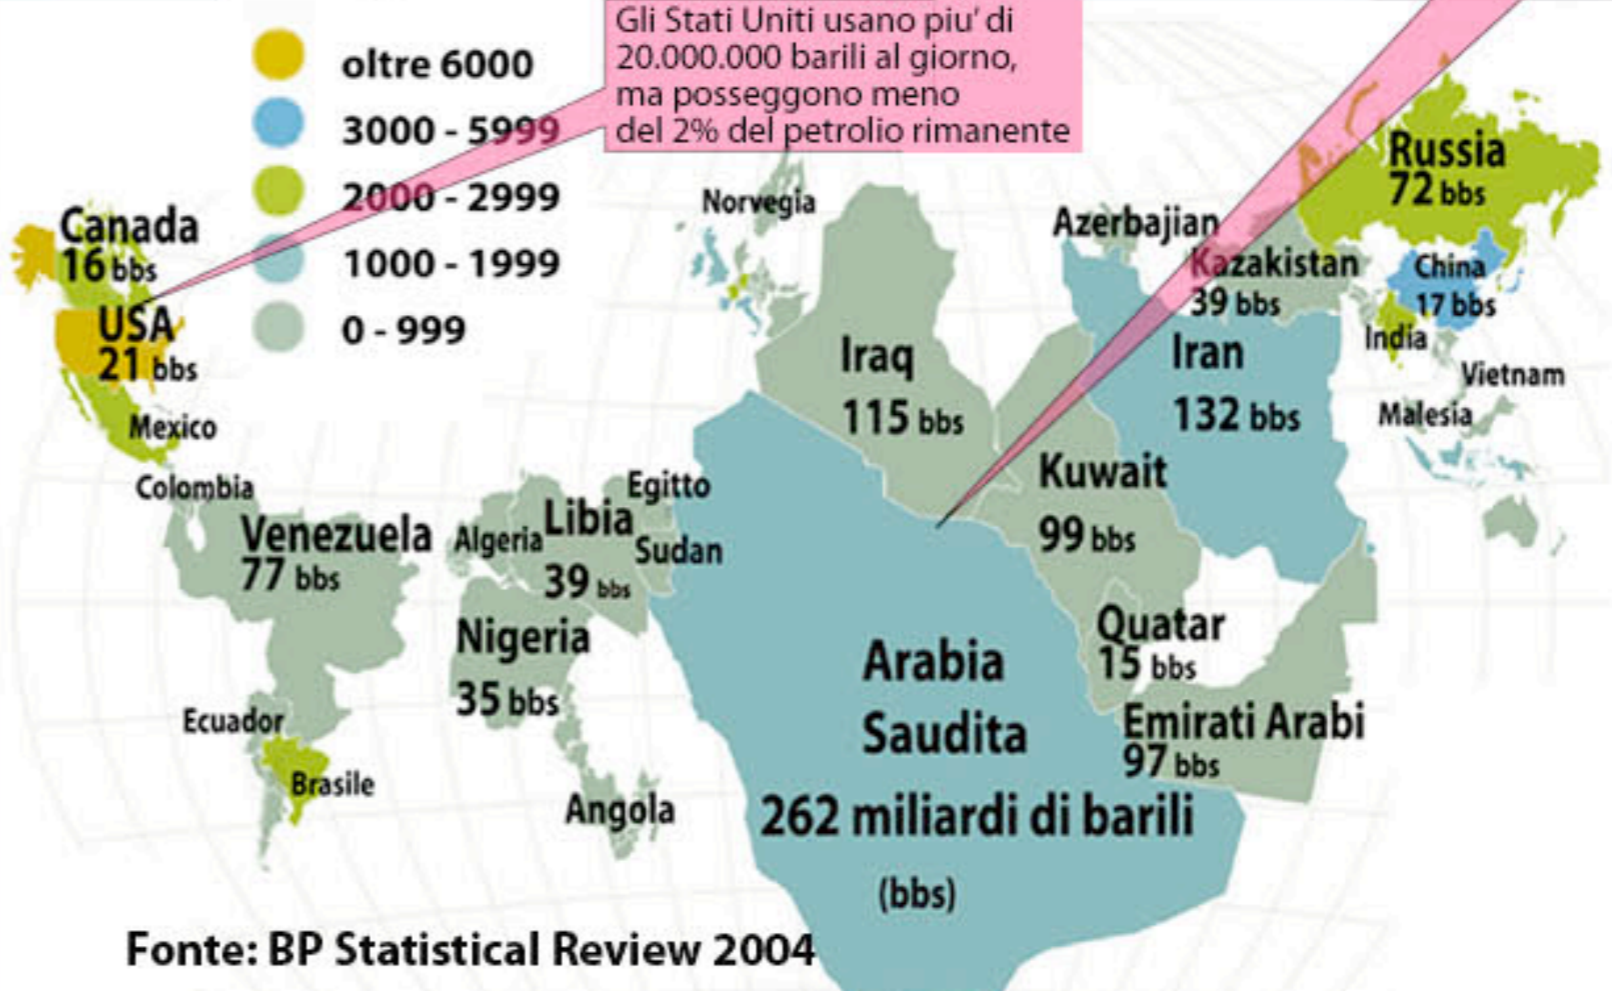 Gli Stati Uniti usano piu' di
20.000.000 barili al giorno,
ma posseggono meno
del 2% del petrolio rimanente
oltre 6000
3000 - 5999
2000 - 2999
1000 - 1999
0 - 999
Canada
16 bbs
USA
21 bbs
Mexico
Colombia
Venezuela
77 bbs
Ecuador
Brasile
Norvegia
Algeria
Libia
39 bbs
Egitto
Sudan
Nigeria
35 bbs
Angola
Iraq
115 bbs
Arabia
Saudita
262 miliardi di barili
(bbs)
Kuwait
99 bbs
Quatar
15 bbs
Emirati Arabi
97 bbs
Azerbajian
Kazakistan
39 bbs
Iran
132 bbs
Russia
72 bbs
China
17 bbs
India
Vietnam
Malesia
Fonte: BP Statistical Review 2004